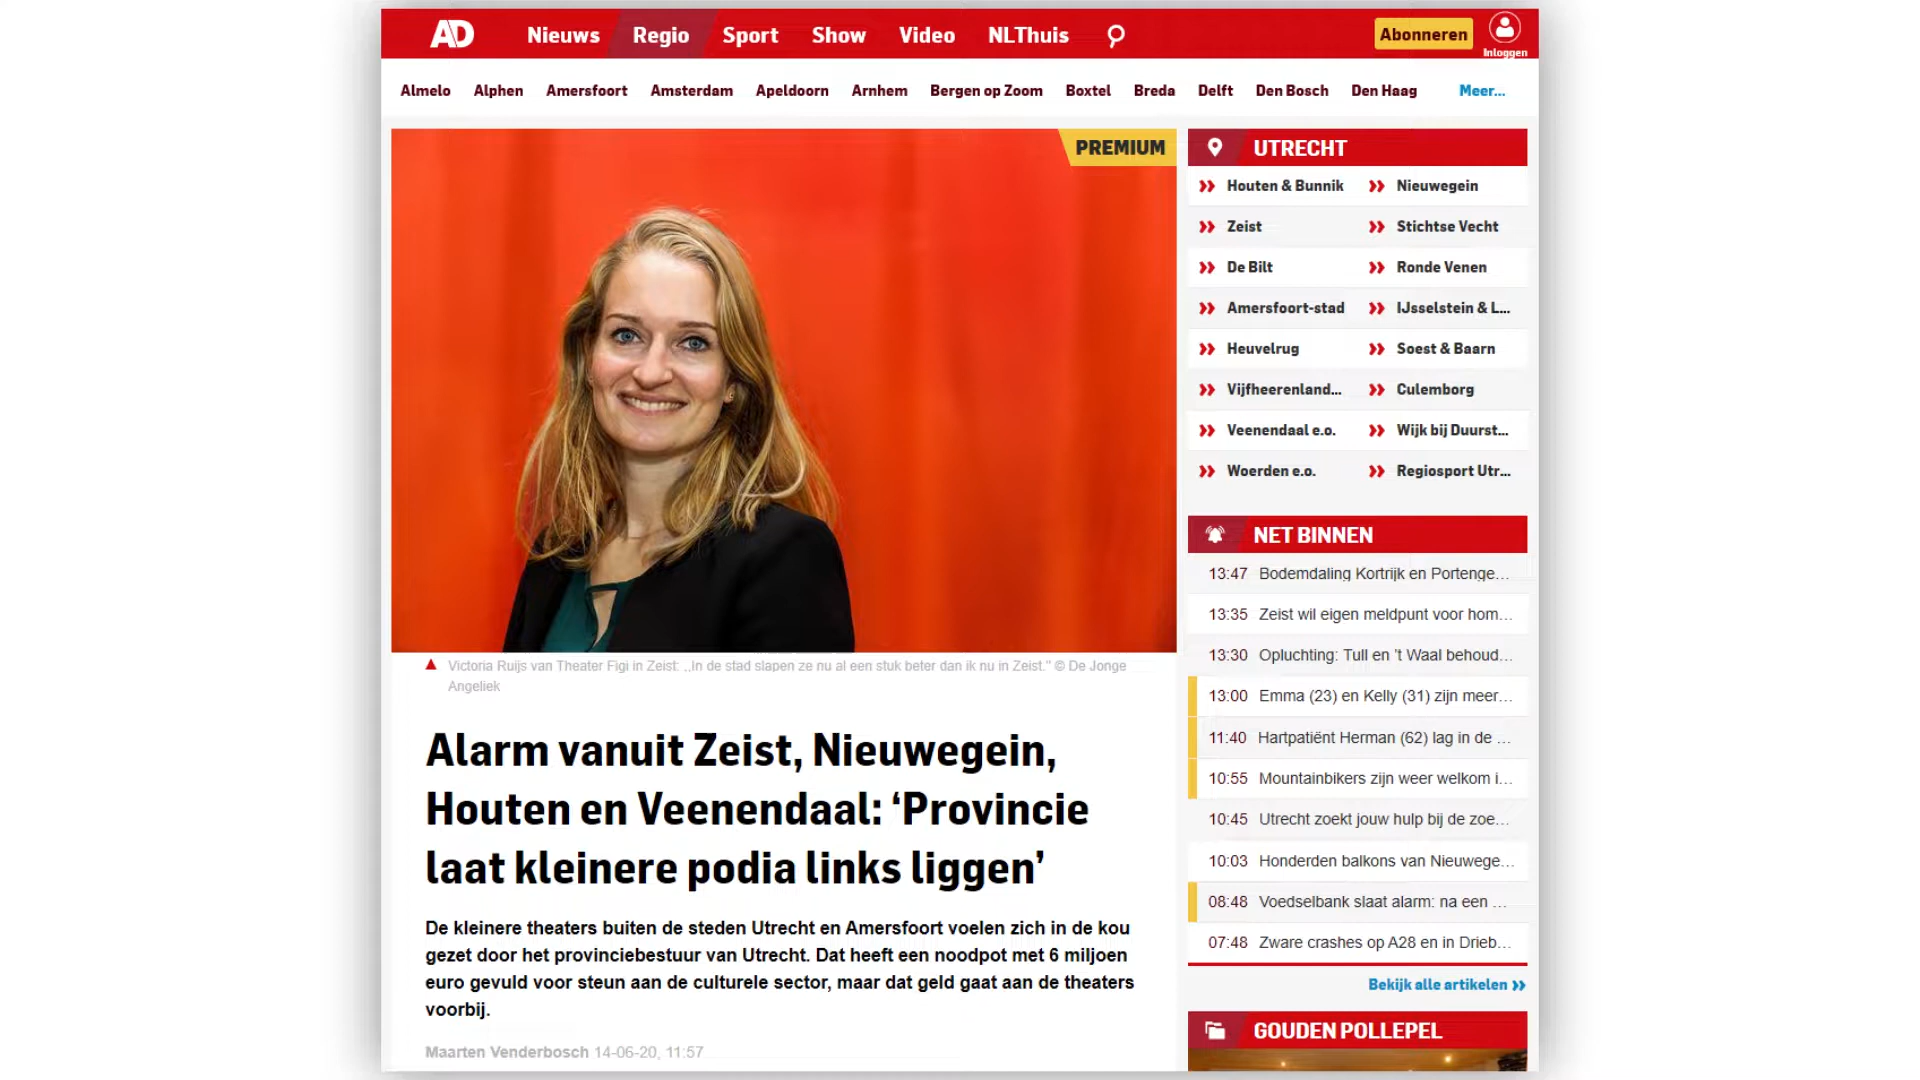 AD
Nieuws Regio Sport Show Video NLThuis
Abonneren
Inloggen
Almelo Alphen Amersfoort Amsterdam Apeldoorn Arnhem Bergen op Zoom Boxtel Breda Delft Den Bosch Den Haag Meer...
PREMIUM
Victoria Ruijs van Theater Figi in Zeist: ,,In de stad slapen ze nu al een stuk beter dan ik nu in Zeist." © De Jonge
Angeliek
Alarm vanuit Zeist, Nieuwegein,
Houten en Veenendaal: ‘Provincie
laat kleinere podia links liggen’
De kleinere theaters buiten de steden Utrecht en Amersfoort voelen zich in de kou
gezet door het provinciebestuur van Utrecht. Dat heeft een noodpot met 6 miljoen
euro gevuld voor steun aan de culturele sector, maar dat geld gaat aan de theaters
voorbij.
Maarten Venderbosch 14-06-20, 11:57
UTRECHT
Houten & Bunnik Nieuwegein
Zeist Stichtse Vecht
De Bilt Ronde Venen
Amersfoort-stad IJsselstein & L...
Heuvelrug Soest & Baarn
Vijfheerenland... Culemborg
Veenendaal e.o. Wijk bij Duurst...
Woerden e.o. Regiosport Utr...
NET BINNEN
13:47 Bodemdaling Kortrijk en Portenge...
13:35 Zeist wil eigen meldpunt voor hom...
13:30 Opluchting: Tull en 't Waal behoud...
13:00 Emma (23) en Kelly (31) zijn meer...
11:40 Hartpatiënt Herman (62) lag in de ...
10:55 Mountainbikers zijn weer welkom i...
10:45 Utrecht zoekt jouw hulp bij de zoe...
10:03 Honderden balkons van Nieuwege...
08:48 Voedselbank slaat alarm: na een ...
07:48 Zware crashes op A28 en in Drieb...
Bekijk alle artikelen
GOUDEN POLLEPEL